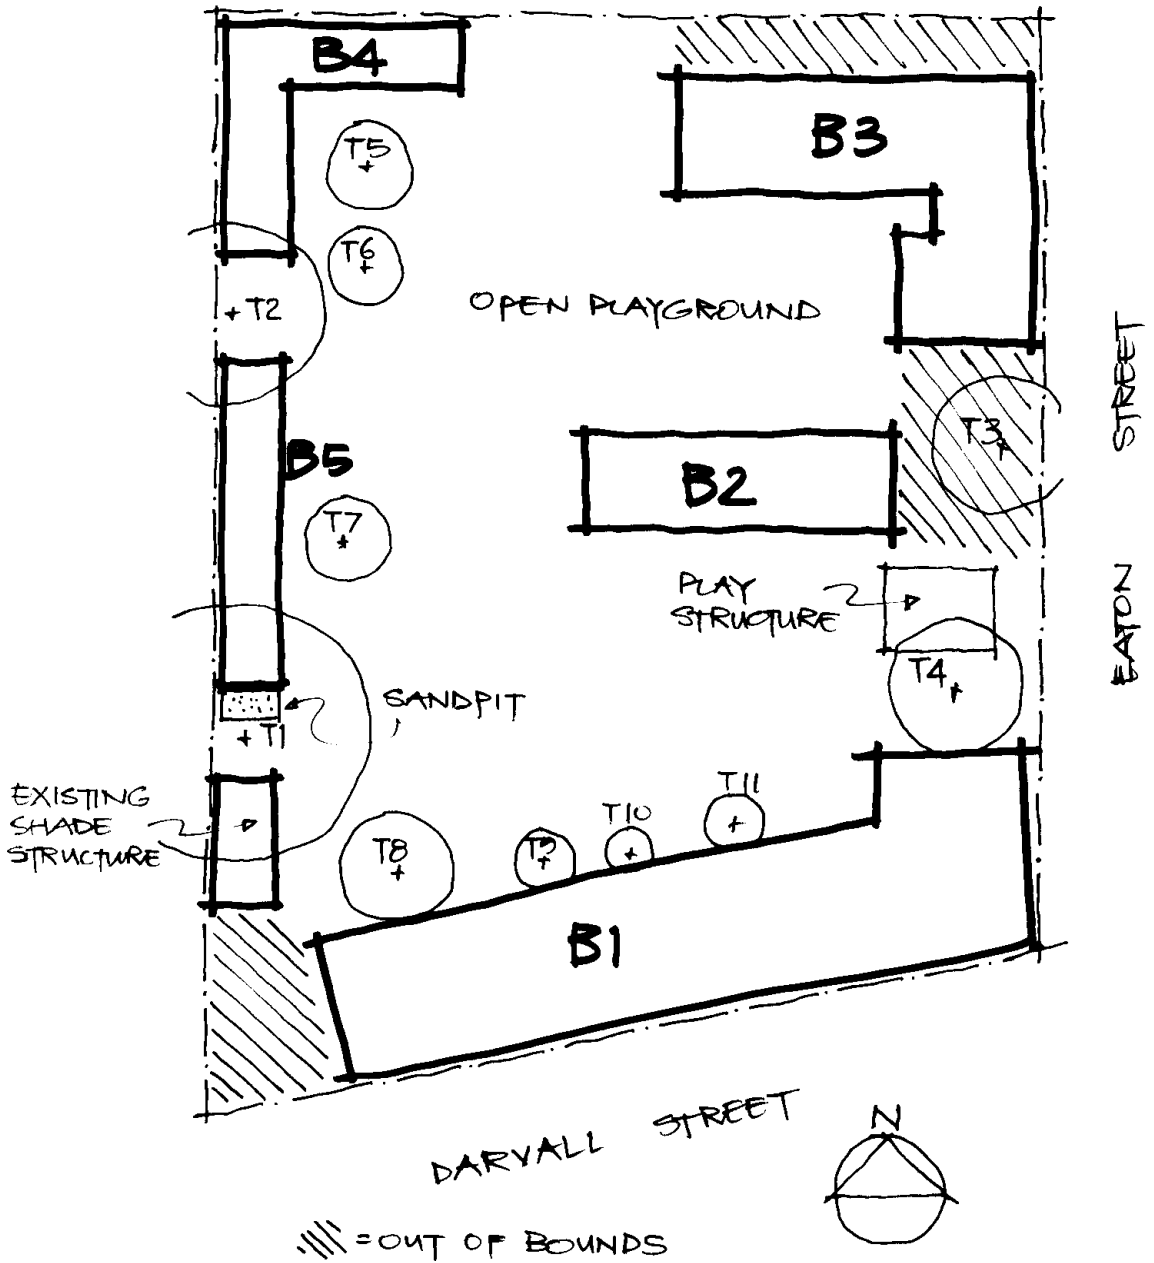 B4
B3
T5
T6
T2
OPEN PLAYGROUND
STREET
T3
B5
B2
T7
PLAY
STRUCTURE
EATON
T4
SANDPIT
T1
EXISTING
SHADE
STRUCTURE
T11
T10
T9
T8
B1
DARVALL STREET
N
= OUT OF BOUNDS